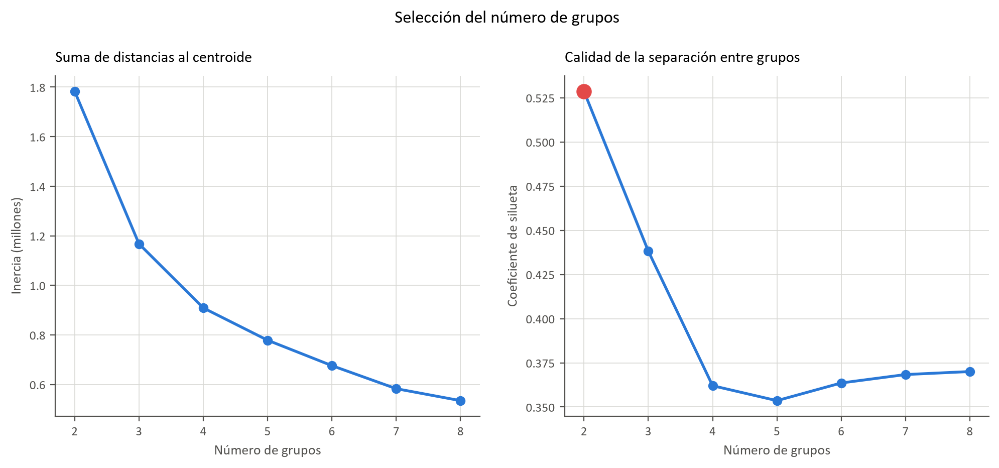 Selección del número de grupos
Suma de distancias al centroide
Inercia (millones)
1.8
1.6
1.4
1.2
1.0
0.8
0.6
2 3 4 5 6 7 8
Número de grupos
Calidad de la separación entre grupos
Coeficiente de silueta
0.525
0.500
0.475
0.450
0.425
0.400
0.375
0.350
2 3 4 5 6 7 8
Número de grupos